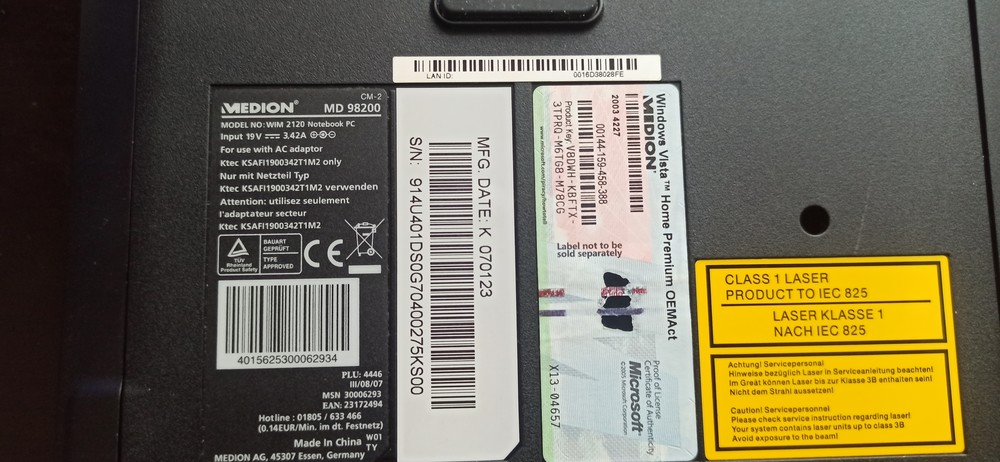 LAN ID: 0016D38028FE
CM-2
MEDION® MD 98200
MODEL NO: WIM 2120 Notebook PC
Input 19V 3.42A
For use with AC adaptor
Ktec KSAFI1900342T1M2 only
Nur mit Netzteil Typ
Ktec KSAFI1900342T1M2 verwenden
Attention: utilisez seulement
l'adaptateur secteur
Ktec KSAFI1900342T1M2
TÜV
Rheinland
Product Safety
BAUART
GEPRÜFT
TYPE
APPROVED
CE
4015625300062934
PLU: 4446
III/08/07
MSN 30006293
EAN: 23172494
Hotline: 01805 / 633 466
(0.14EUR/Min. im dt. Festnetz)
Made in China W01
TY
MEDION AG, 45307 Essen, Germany
MFG. DATE: K 070123
S/N: 914U401DS0G70400275KS00
Windows Vista™ Home Premium OEMAct
MEDION®
2003 4227
00144-159-458-388
Product Key: VBDWH-KBFTX-
3TPRQ-M6TG8-M78CG
www.microsoft.com/piracy/howtotell
Label not to be
sold separately
Proof of License
Certificate of Authenticity
Microsoft®
©2005 Microsoft Corporation
X13-04657
CLASS 1 LASER
PRODUCT TO IEC 825
LASER KLASSE 1
NACH IEC 825
Achtung! Servicepersonal
Hinweise bezüglich Laser in Serviceanleitung beachten!
Im Grät können Laser bis zur Klasse 3B enthalten sein!
Nicht dem Strahl aussetzen!
Caution! Servicepersonnel
Please check service instruction regarding laser!
Your system contains laser units up to class 3B
Avoid exposure to the beam!